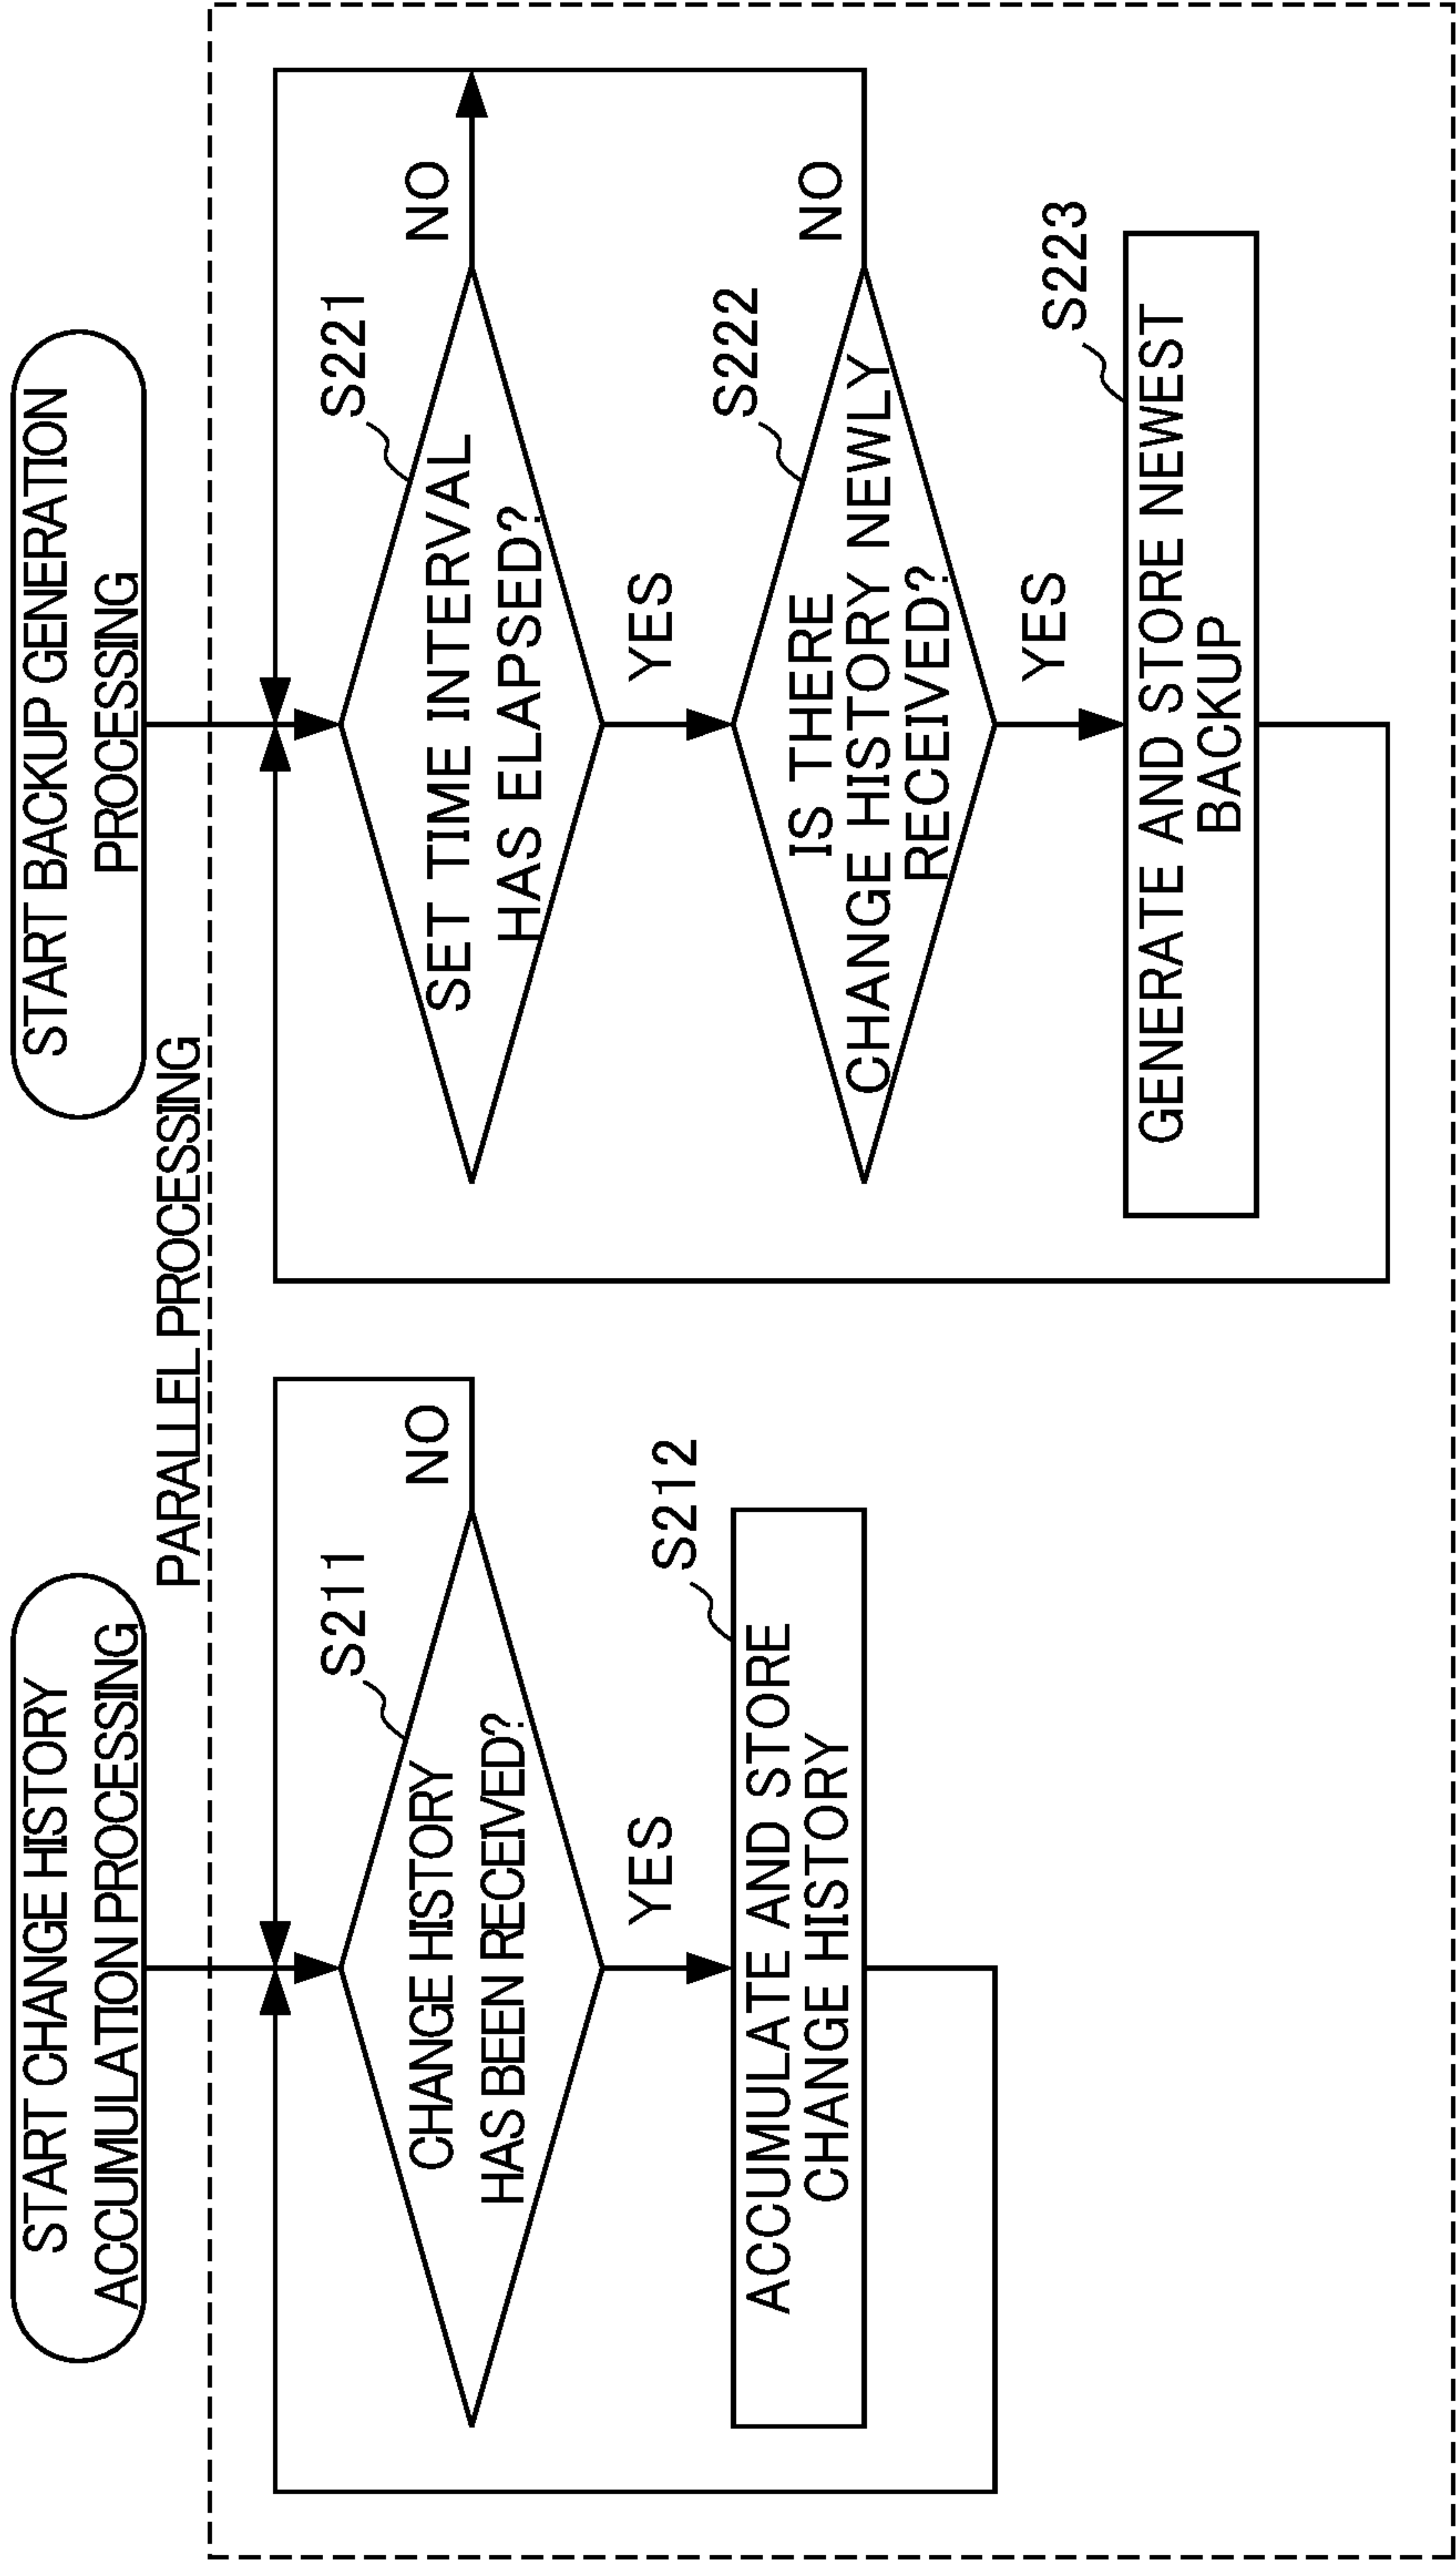 START CHANGE HISTORY
ACCUMULATION PROCESSING
PARALLEL PROCESSING
S211
CHANGE HISTORY
HAS BEEN RECEIVED?
NO
YES
S212
ACCUMULATE AND STORE
CHANGE HISTORY
START BACKUP GENERATION
PROCESSING
S221
SET TIME INTERVAL
HAS ELAPSED?
NO
YES
S222
IS THERE
CHANGE HISTORY NEWLY
RECEIVED?
NO
YES
S223
GENERATE AND STORE NEWEST
BACKUP